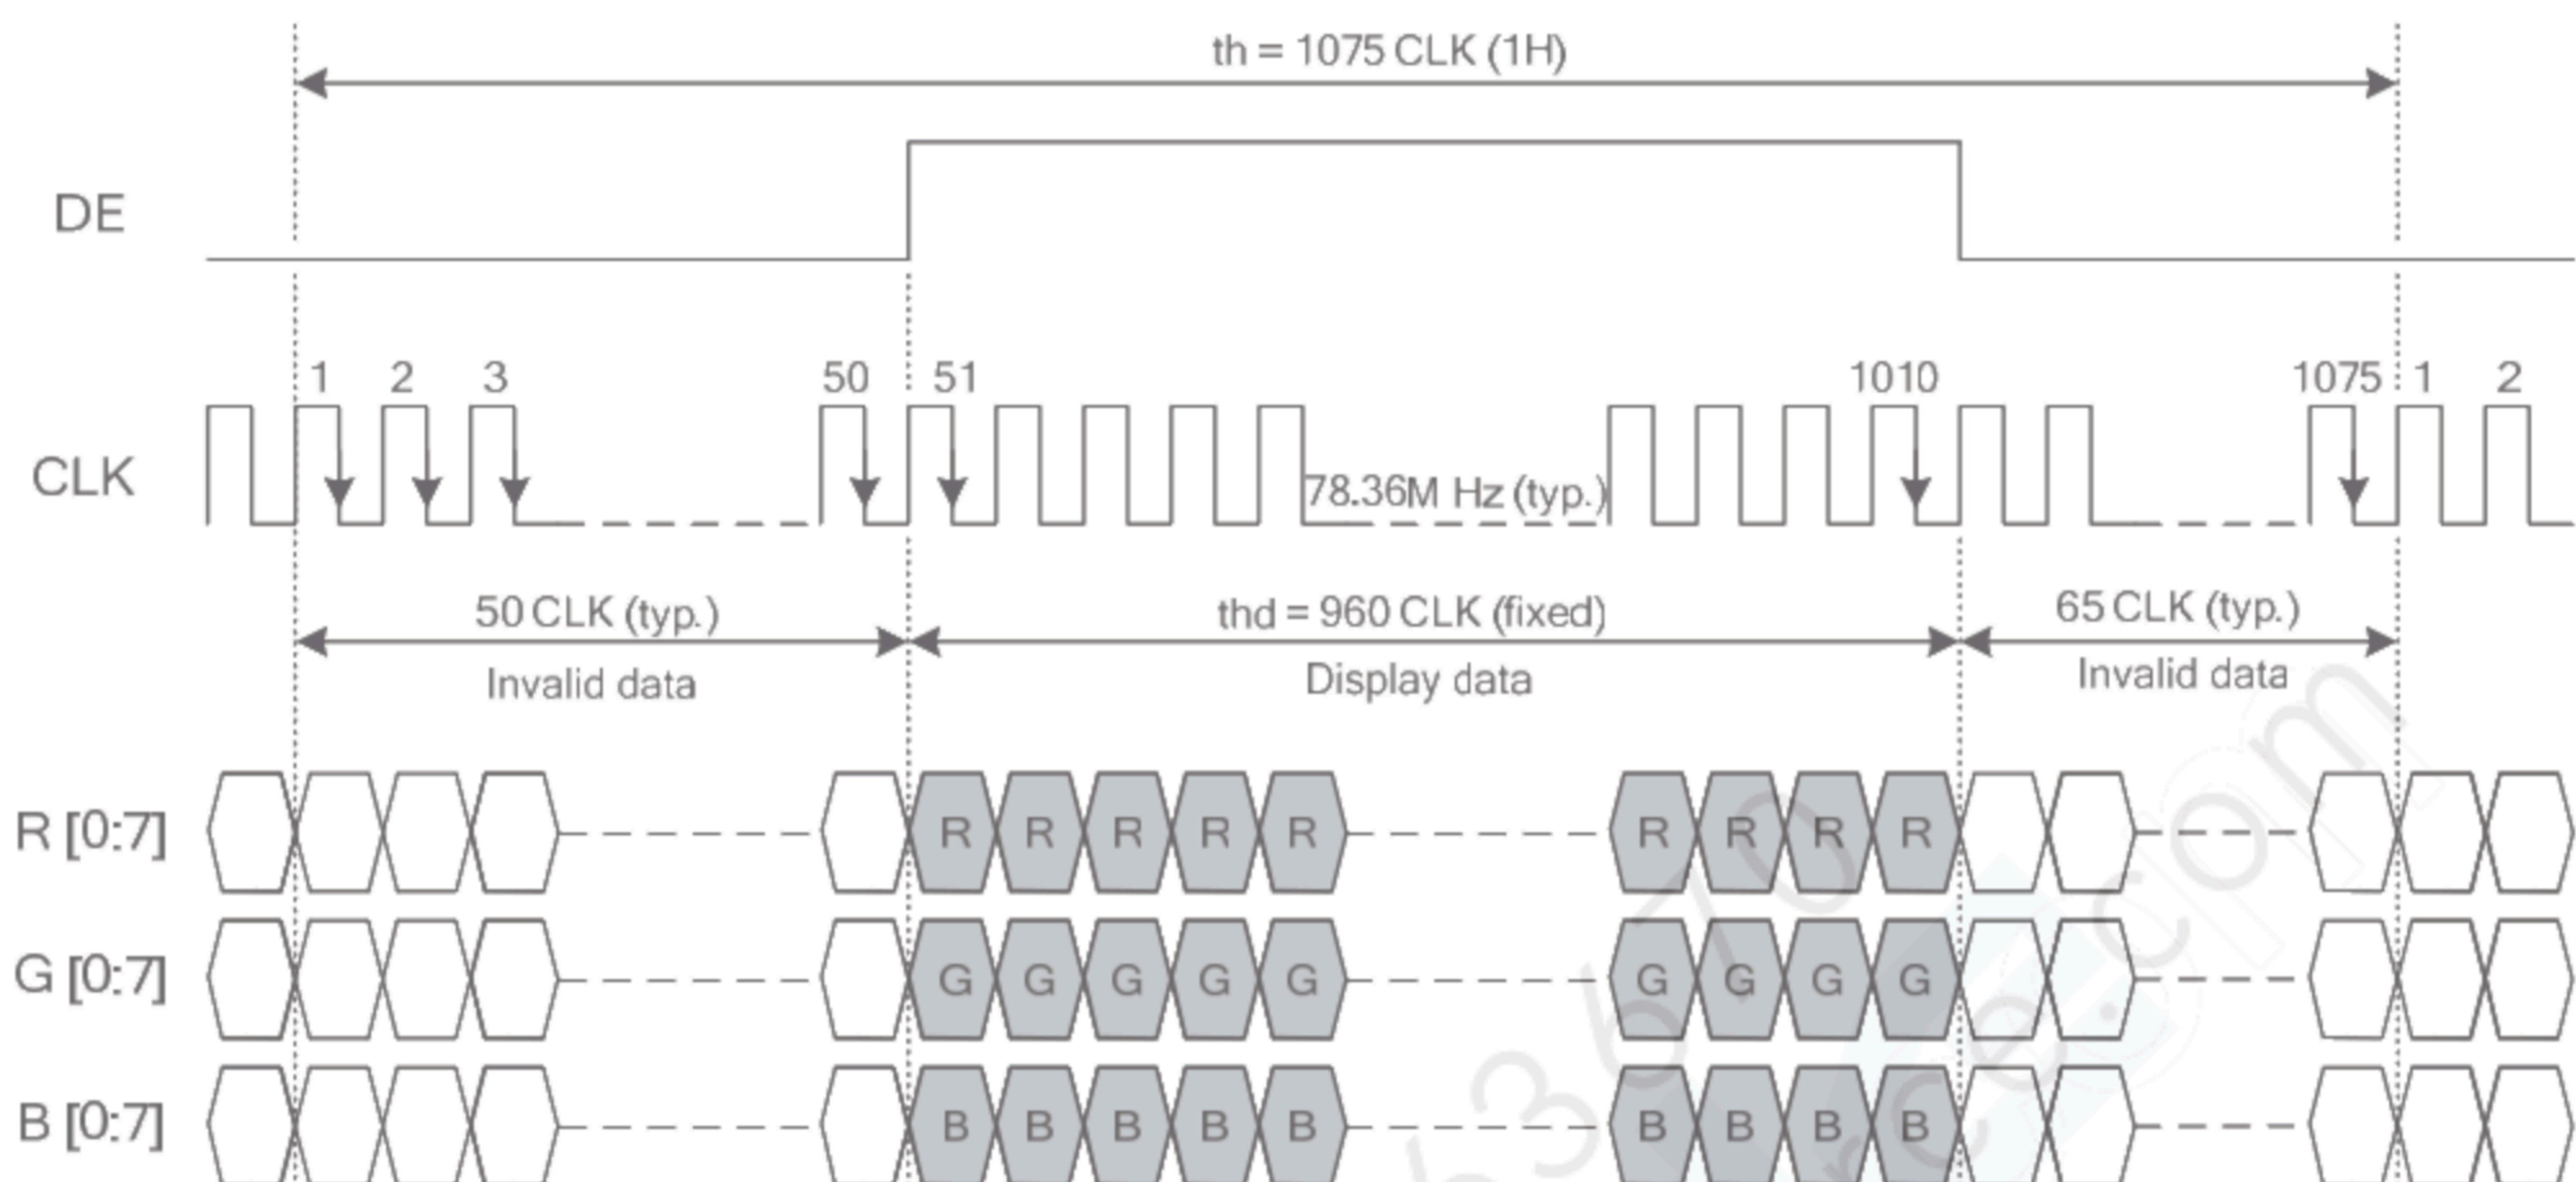 th = 1075 CLK (1H)
DE
1 2 3 50 51 1010 1075 1 2
CLK
78.36M Hz (typ.)
50 CLK (typ.) thd = 960 CLK (fixed) 65 CLK (typ.)
Invalid data Display data Invalid data
R [0:7] R R R R R R R R R
G [0:7] G G G G G G G G G
B [0:7] B B B B B B B B B